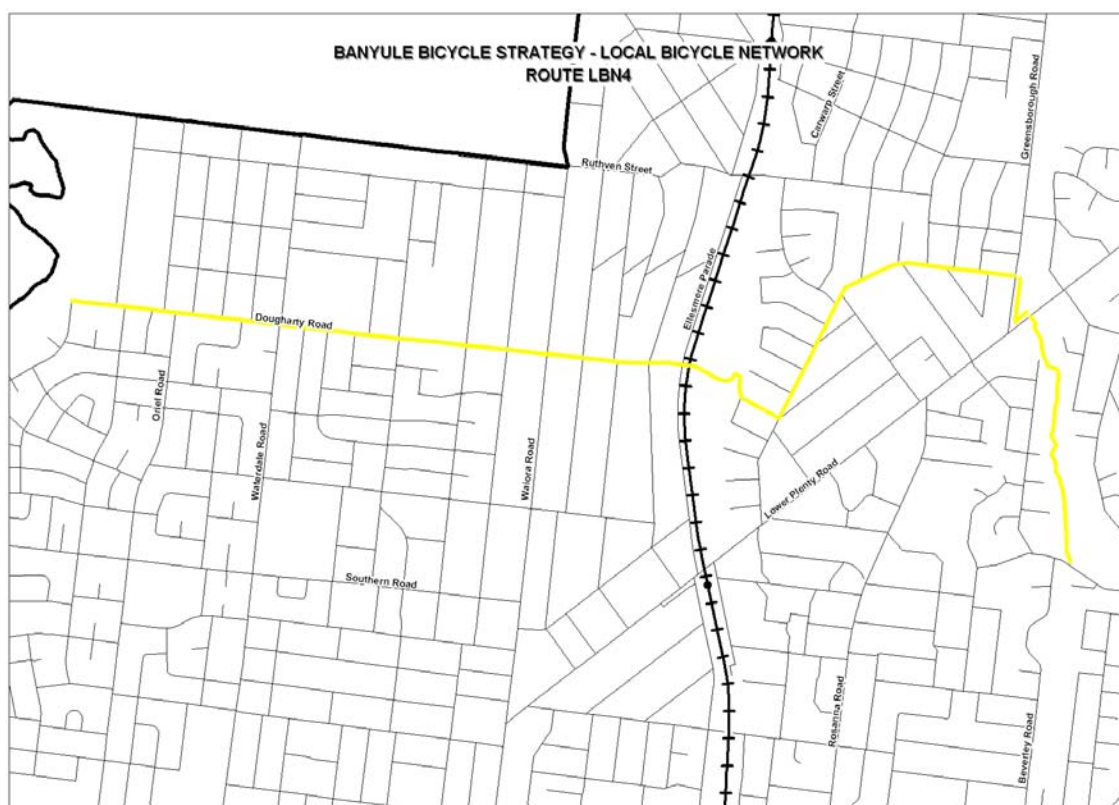 BANYULE BICYCLE STRATEGY - LOCAL BICYCLE NETWORK
ROUTE LBN4
Carwarp Street
Greensborough Road
Ruthven Street
Ellesmere Parade
Dougharty Road
Oriel Road
Waterdale Road
Waiora Road
Lower Plenty Road
Southern Road
Rosanna Road
Beverley Road